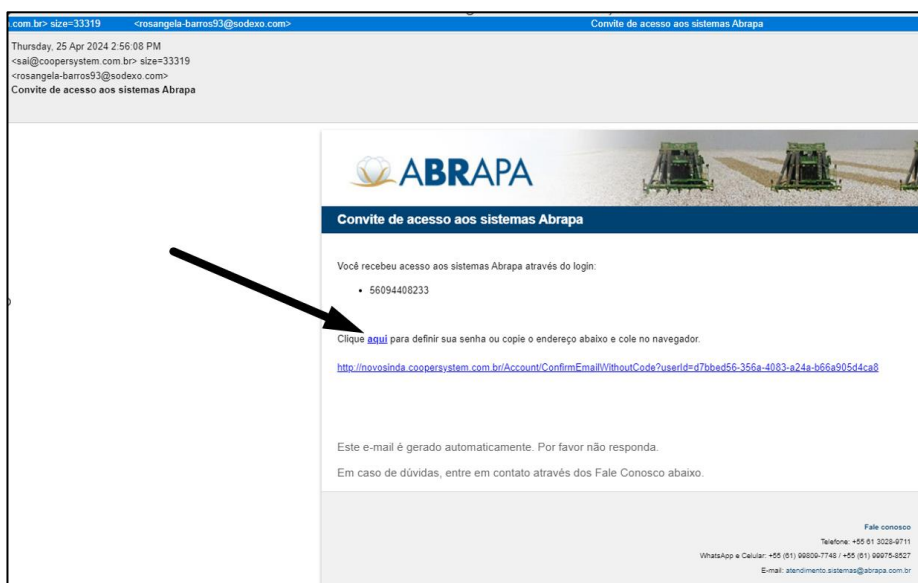 .com.br> size=33319 <rosangela-barros93@sodexo.com> Convite de acesso aos sistemas Abrapa
Thursday, 25 Apr 2024 2:56:08 PM
<sai@coopersystem.com.br> size=33319
<rosangela-barros93@sodexo.com>
Convite de acesso aos sistemas Abrapa
ABRAPA
Convite de acesso aos sistemas Abrapa
Você recebeu acesso aos sistemas Abrapa através do login:
• 56094408233
Clique aqui para definir sua senha ou copie o endereço abaixo e cole no navegador.
http://novosinda.coopersystem.com.br/Account/ConfirmEmailWithoutCode?userId=d7bbed56-356a-4083-a24a-b66a905d4ca8
Este e-mail é gerado automaticamente. Por favor não responda.
Em caso de dúvidas, entre em contato através dos Fale Conosco abaixo.
Fale conosco
Telefone: +55 61 3028-9711
WhatsApp e Celular: +55 (61) 99809-7748 / +55 (61) 99975-8527
E-mail: atendimento.sistemas@abrapa.com.br